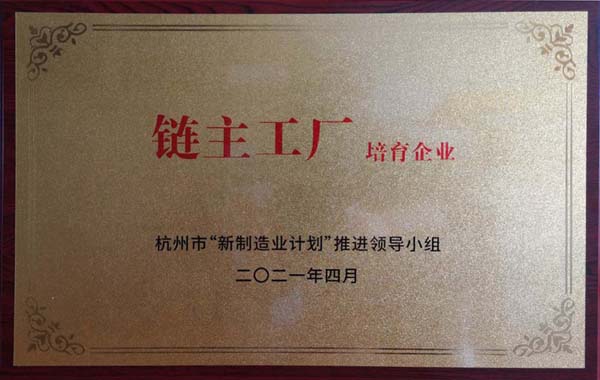 链主工厂 培育企业
杭州市“新制造业计划”推进领导小组
二〇二一年四月